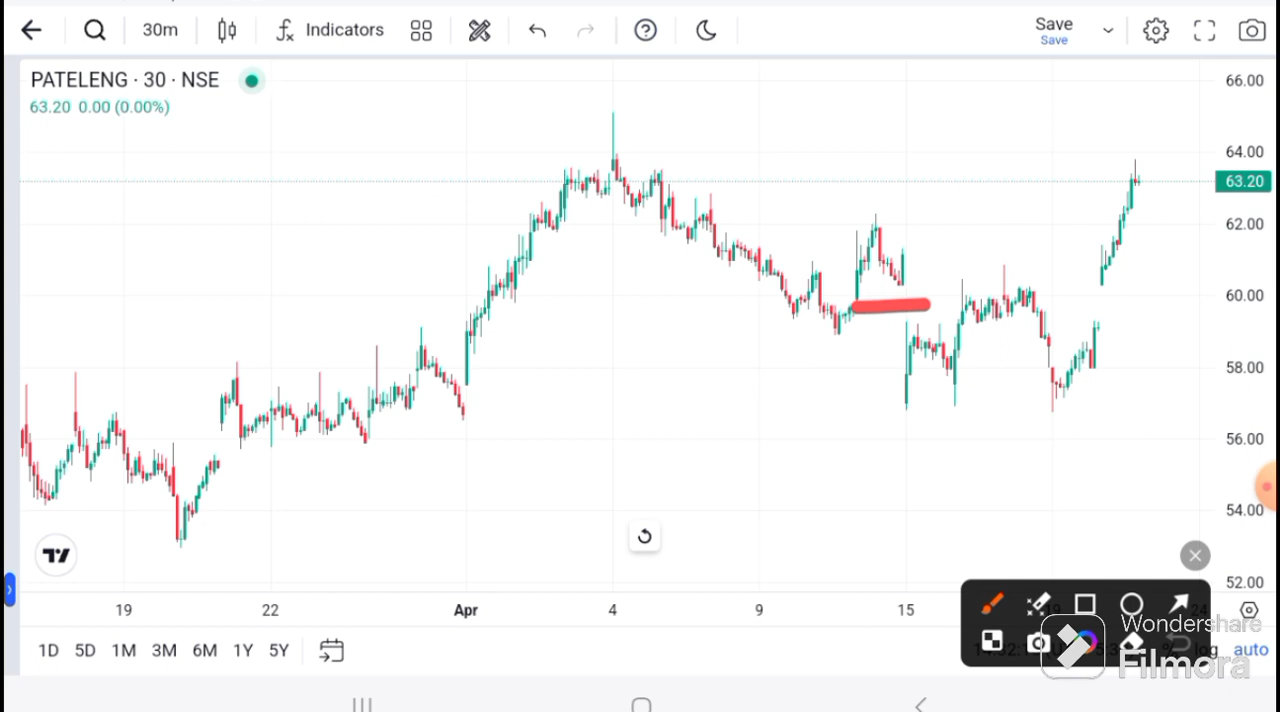 30m Indicators Save
Save
PATELENG · 30 · NSE
63.20 0.00 (0.00%)
66.00
64.00
63.20
62.00
60.00
58.00
56.00
54.00
52.00
19 22 Apr 4 9 15 19 24
1D 5D 1M 3M 6M 1Y 5Y % log auto
Wondershare
Filmora